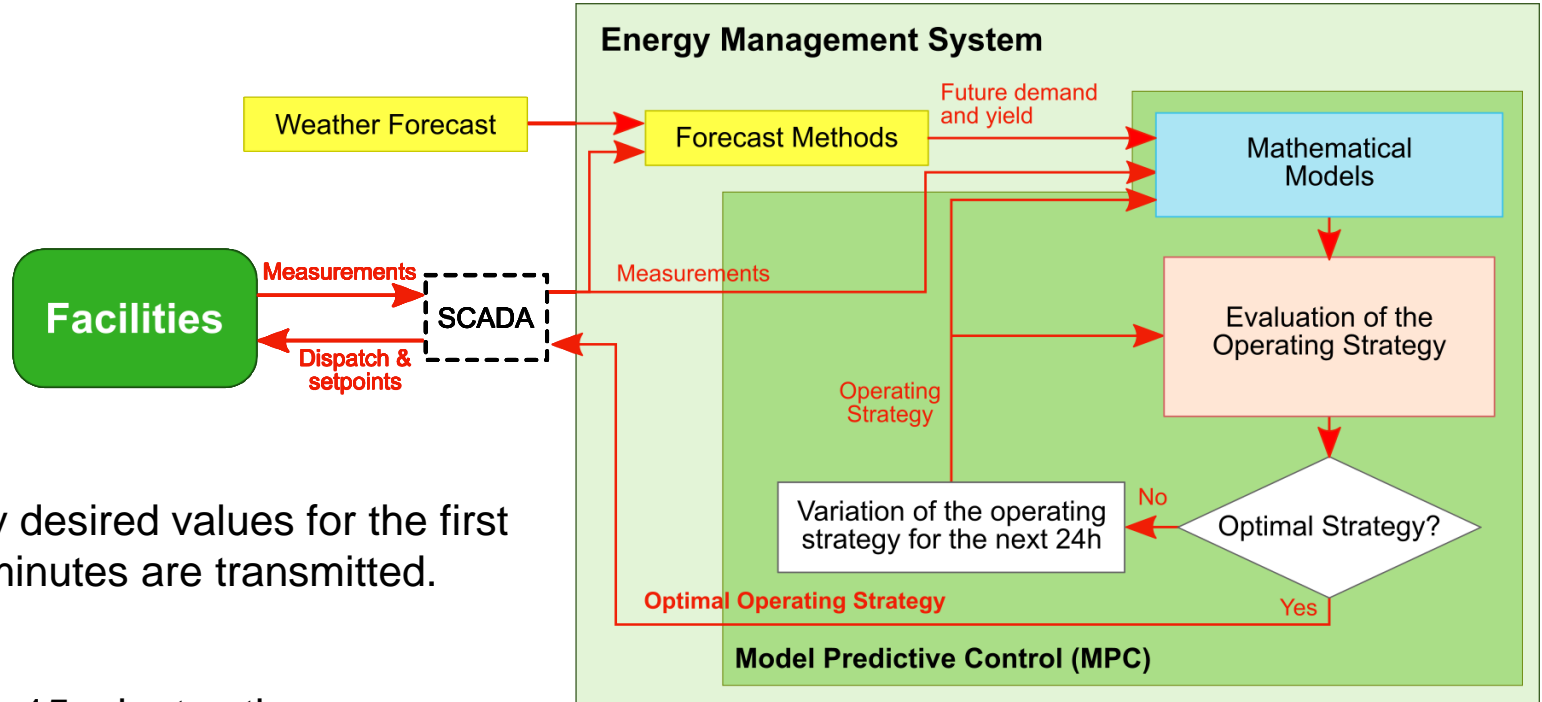 Energy Management System
Weather Forecast
Forecast Methods
Future demand
and yield
Mathematical
Models
Facilities
Measurements
SCADA
Dispatch &
setpoints
Measurements
Evaluation of the
Operating Strategy
Operating
Strategy
Variation of the operating
strategy for the next 24h
No
Optimal Strategy?
Yes
Optimal Operating Strategy
Model Predictive Control (MPC)
desired values for the first
minutes are transmitted.